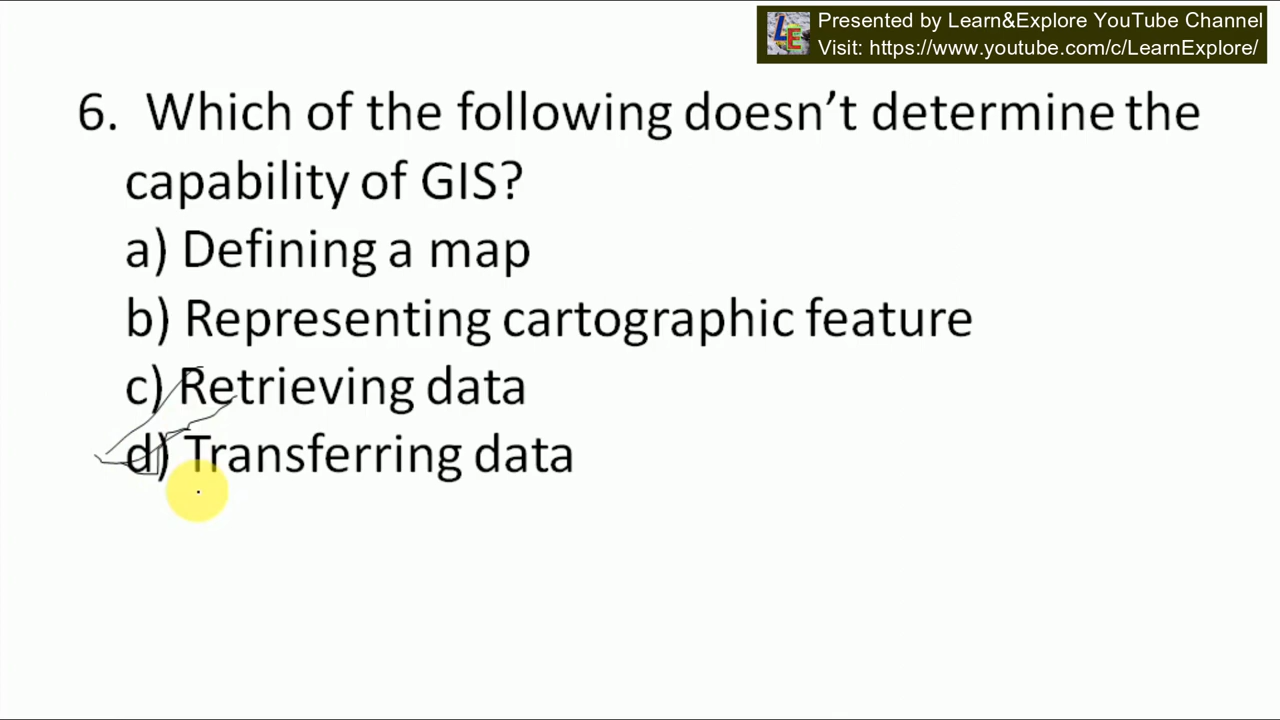 Presented by Learn&Explore YouTube Channel
Visit: https://www.youtube.com/c/LearnExplore/
6. Which of the following doesn’t determine the
capability of GIS?
a) Defining a map
b) Representing cartographic feature
c) Retrieving data
d) Transferring data